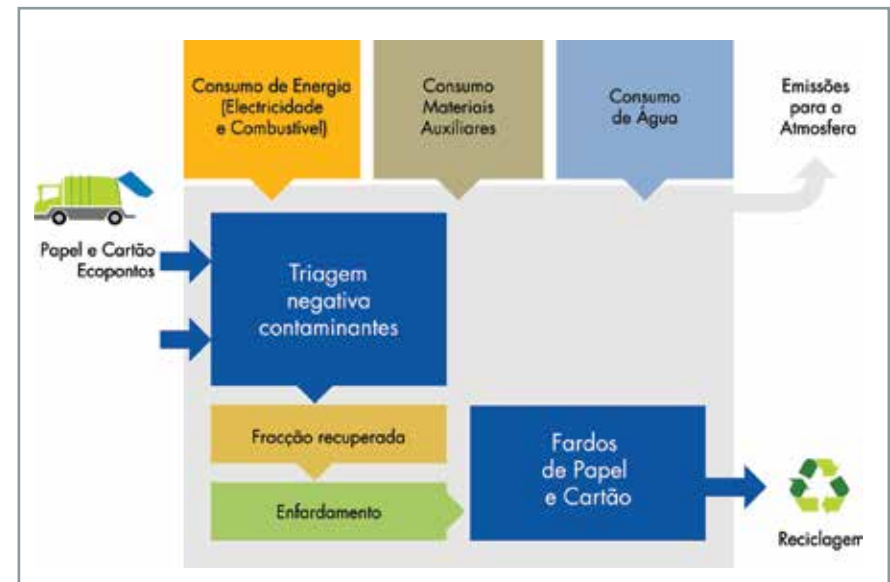 Consumo de Energia
(Electricidade
e Combustível)
Consumo
Materiais
Auxiliares
Consumo
de Água
Emissões
para a
Atmosfera
Papel e Cartão
Ecopontos
Triagem
negativa
contaminantes
Fracção recuperada
Enfardamento
Fardos
de Papel
e Cartão
Reciclagem